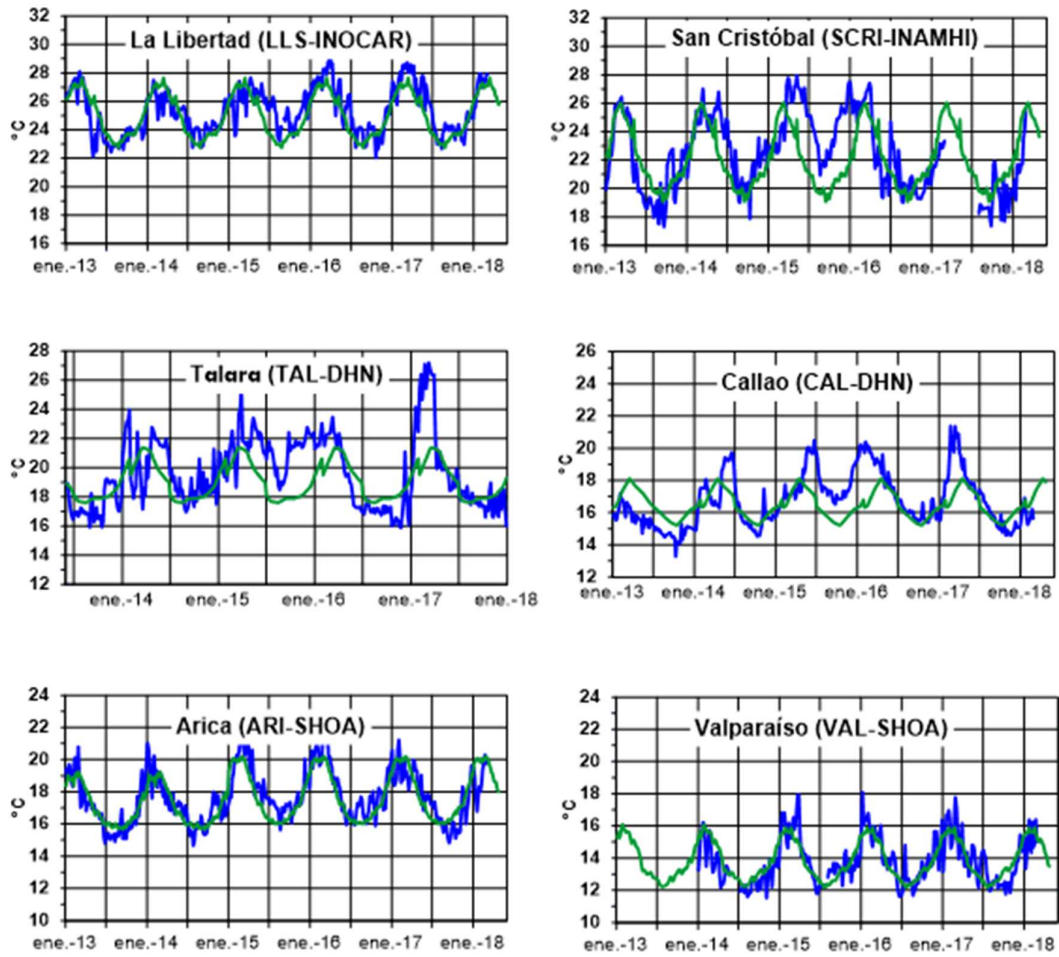 La Libertad (LLS-INOCAR)
°C
32
30
28
26
24
22
20
18
16
ene.-13 ene.-14 ene.-15 ene.-16 ene.-17 ene.-18
San Cristóbal (SCRI-INAMHI)
°C
32
30
28
26
24
22
20
18
16
ene.-13 ene.-14 ene.-15 ene.-16 ene.-17 ene.-18
Talara (TAL-DHN)
°C
28
26
24
22
20
18
16
14
12
ene.-14 ene.-15 ene.-16 ene.-17 ene.-18
Callao (CAL-DHN)
°C
26
24
22
20
18
16
14
12
ene.-13 ene.-14 ene.-15 ene.-16 ene.-17 ene.-18
Arica (ARI-SHOA)
°C
24
22
20
18
16
14
12
10
ene.-13 ene.-14 ene.-15 ene.-16 ene.-17 ene.-18
Valparaíso (VAL-SHOA)
°C
24
22
20
18
16
14
12
10
ene.-13 ene.-14 ene.-15 ene.-16 ene.-17 ene.-18